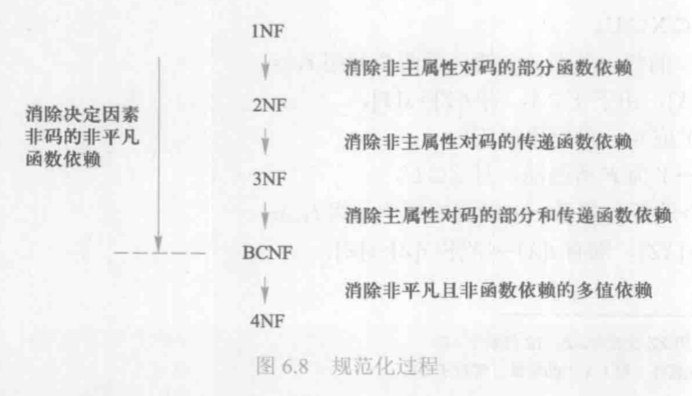 1NF
消除非主属性对码的部分函数依赖
2NF
消除决定因素
非码的非平凡
函数依赖
消除非主属性对码的传递函数依赖
3NF
消除主属性对码的部分和传递函数依赖
BCNF
消除非平凡且非函数依赖的多值依赖
4NF
图 6.8 规范化过程